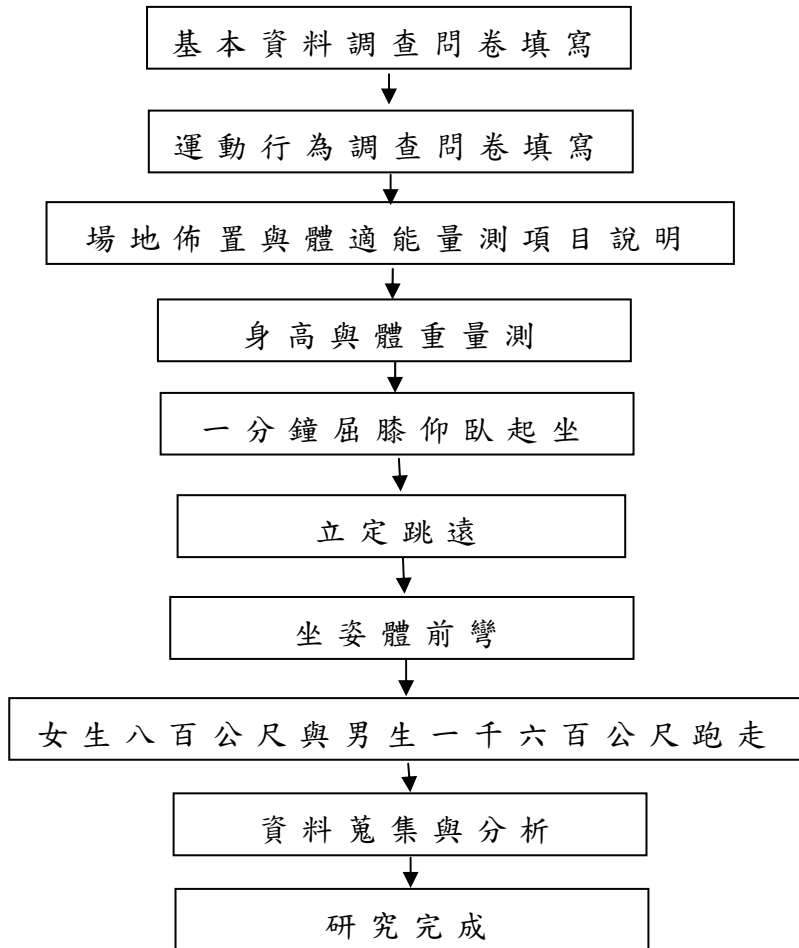 基本資料調查問卷填寫
運動行為調查問卷填寫
場地佈置與體適能量測項目說明
身高與體重量測
一分鐘屈膝仰臥起坐
立定跳遠
坐姿體前彎
女生八百公尺與男生一千六百公尺跑走
資料蒐集與分析
研究完成